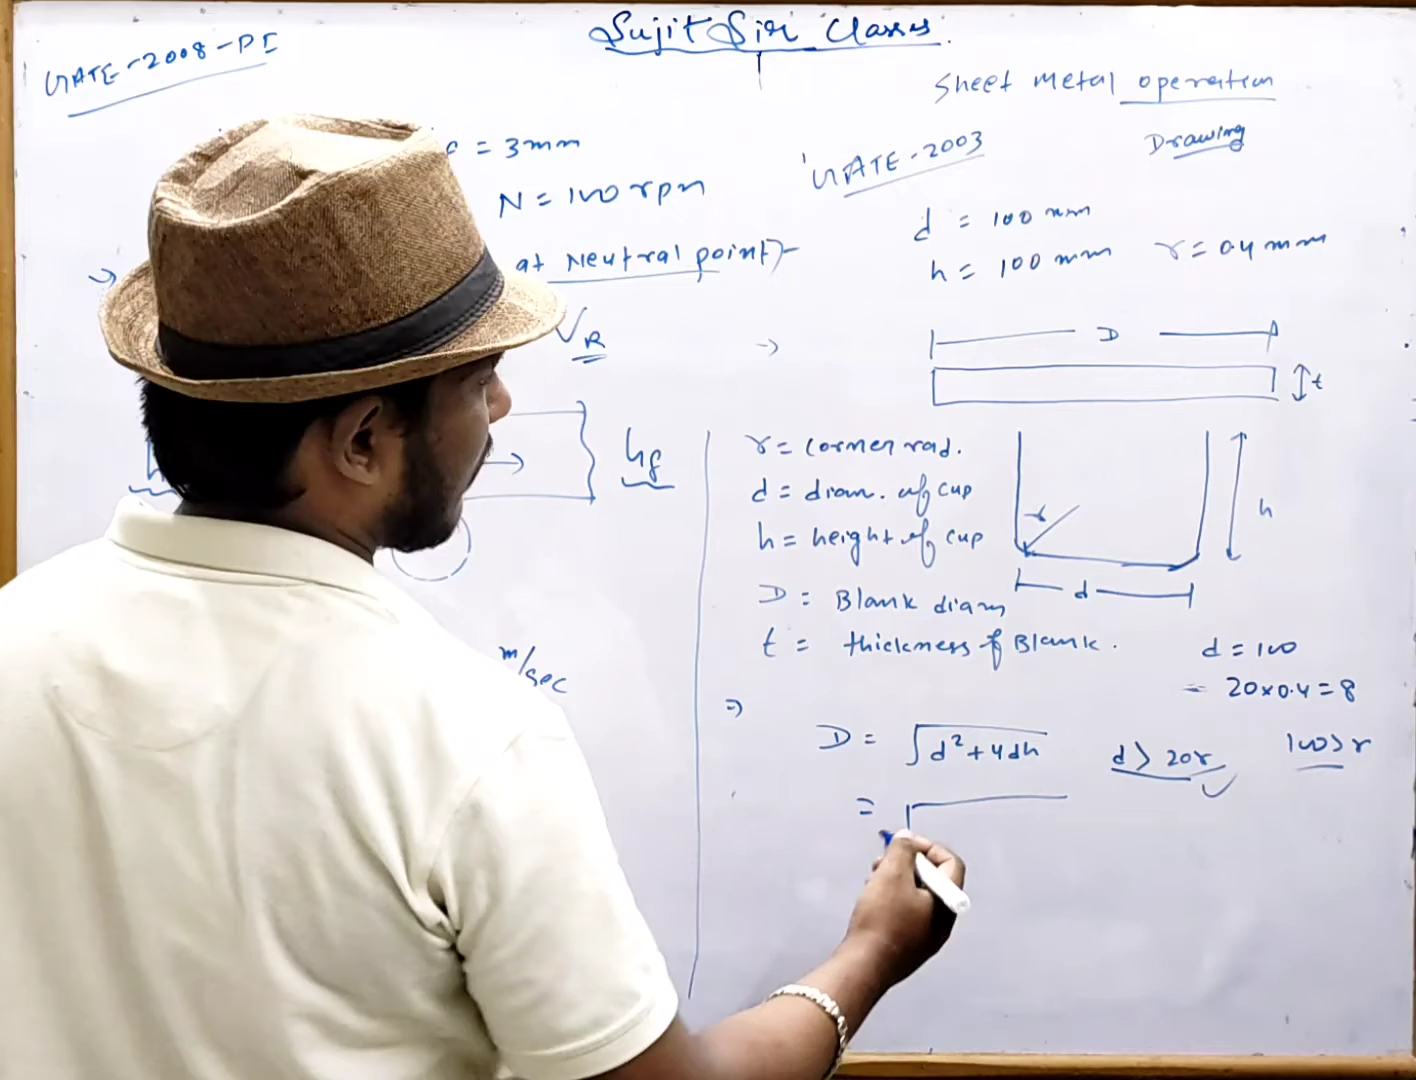 Sujit Sir Classes
GATE-2008-PI
= 3mm
N = 100 rpm
at Neutral point)-
V_R
hf
m/sec
Sheet Metal operation
Drawing
GATE-2003
d = 100 mm
h = 100 mm r = 0.4 mm
D
t
r = Corner rad.
d = diam. of cup
h = height of cup
D = Blank diam
t = thickness of Blank.
r
h
d
d = 100
= 20×0.4 = 8
=> D = √d²+4dh d > 20r 100 > r
= √